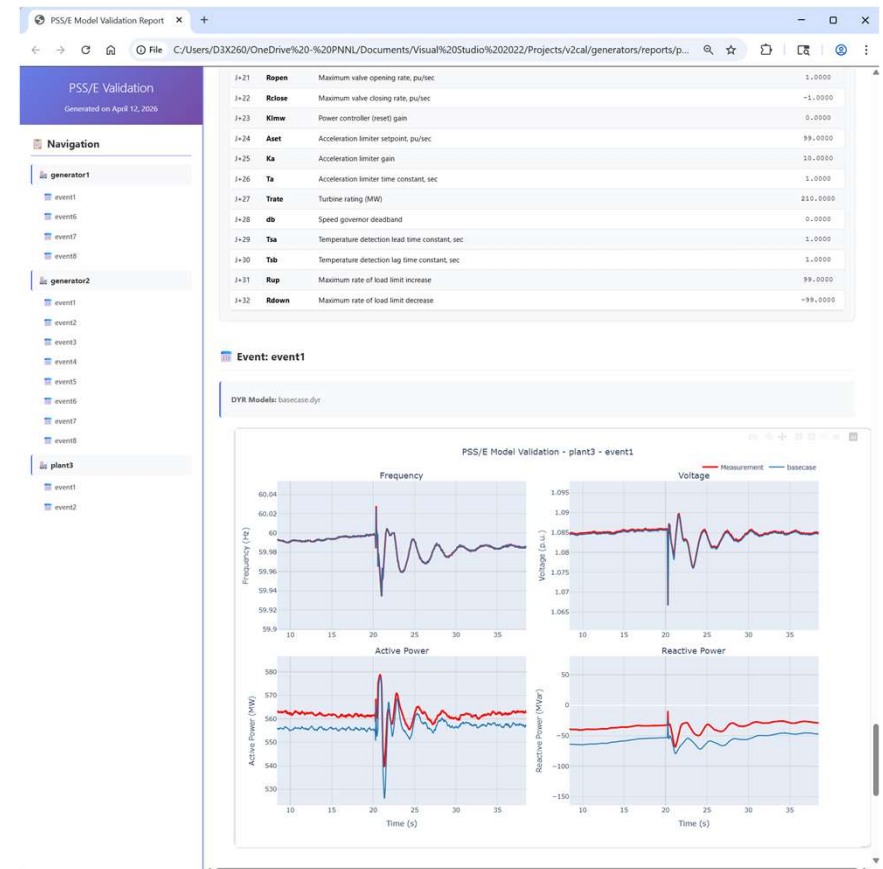 PSS/E Model Validation Report
File C:/Users/D3X260/OneDrive%20-%20PNNL/Documents/Visual%20Studio%202022/Projects/v2cal/generators/reports/p...
PSS/E Validation
Generated on April 12, 2026
Navigation
generator1
event1
event6
event7
event8
generator2
event1
event2
event3
event4
event5
event6
event7
event8
plant3
event1
event2
J+21 Ropen Maximum valve opening rate, pu/sec 1.0000
J+22 Rclose Maximum valve closing rate, pu/sec -1.0000
J+23 KImw Power controller (reset) gain 0.0000
J+24 Aset Acceleration limiter setpoint, pu/sec 99.0000
J+25 Ka Acceleration limiter gain 10.0000
J+26 Ta Acceleration limiter time constant, sec 1.0000
J+27 Trate Turbine rating (MW) 210.0000
J+28 db Speed governor deadband 0.0000
J+29 Tsa Temperature detection lead time constant, sec 1.0000
J+30 Tsb Temperature detection lag time constant, sec 1.0000
J+31 Rup Maximum rate of load limit increase 99.0000
J+32 Rdown Maximum rate of load limit decrease -99.0000
Event: event1
DYR Models: basecase.dyr
PSS/E Model Validation - plant3 - event1
Measurement basecase
Frequency
Frequency (Hz)
60.04
60.02
60
59.98
59.96
59.94
59.92
59.9
10 15 20 25 30 35
Voltage
Voltage (p.u.)
1.095
1.09
1.085
1.08
1.075
1.07
1.065
10 15 20 25 30 35
Active Power
Active Power (MW)
580
570
560
550
540
530
10 15 20 25 30 35
Time (s)
Reactive Power
Reactive Power (MVar)
50
0
−50
−100
−150
10 15 20 25 30 35
Time (s)